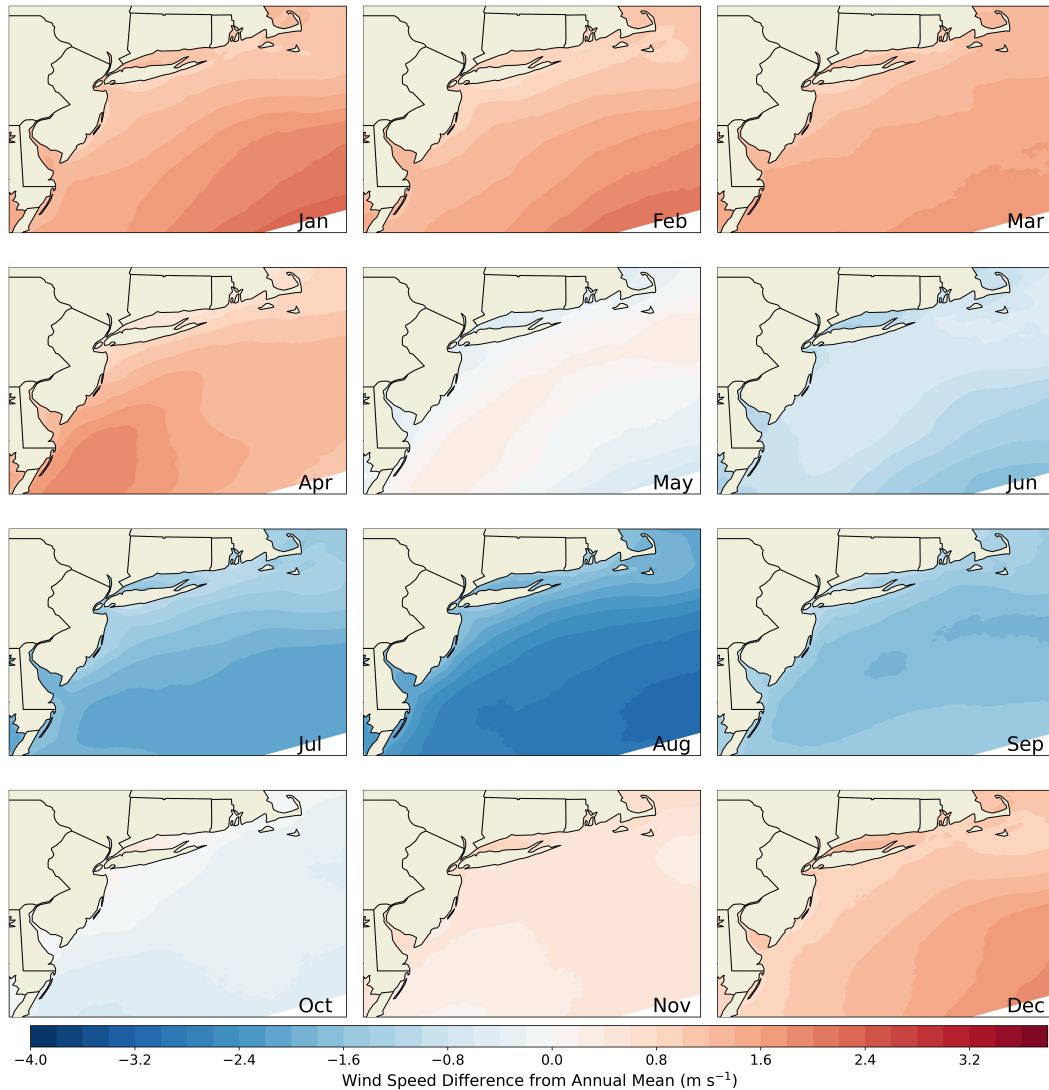 Jan Feb Mar
Apr May Jun
Jul Aug Sep
Oct Nov Dec
−4.0 −3.2 −2.4 −1.6 −0.8 0.0 0.8 1.6 2.4 3.2
Wind Speed Difference from Annual Mean (m s⁻¹)